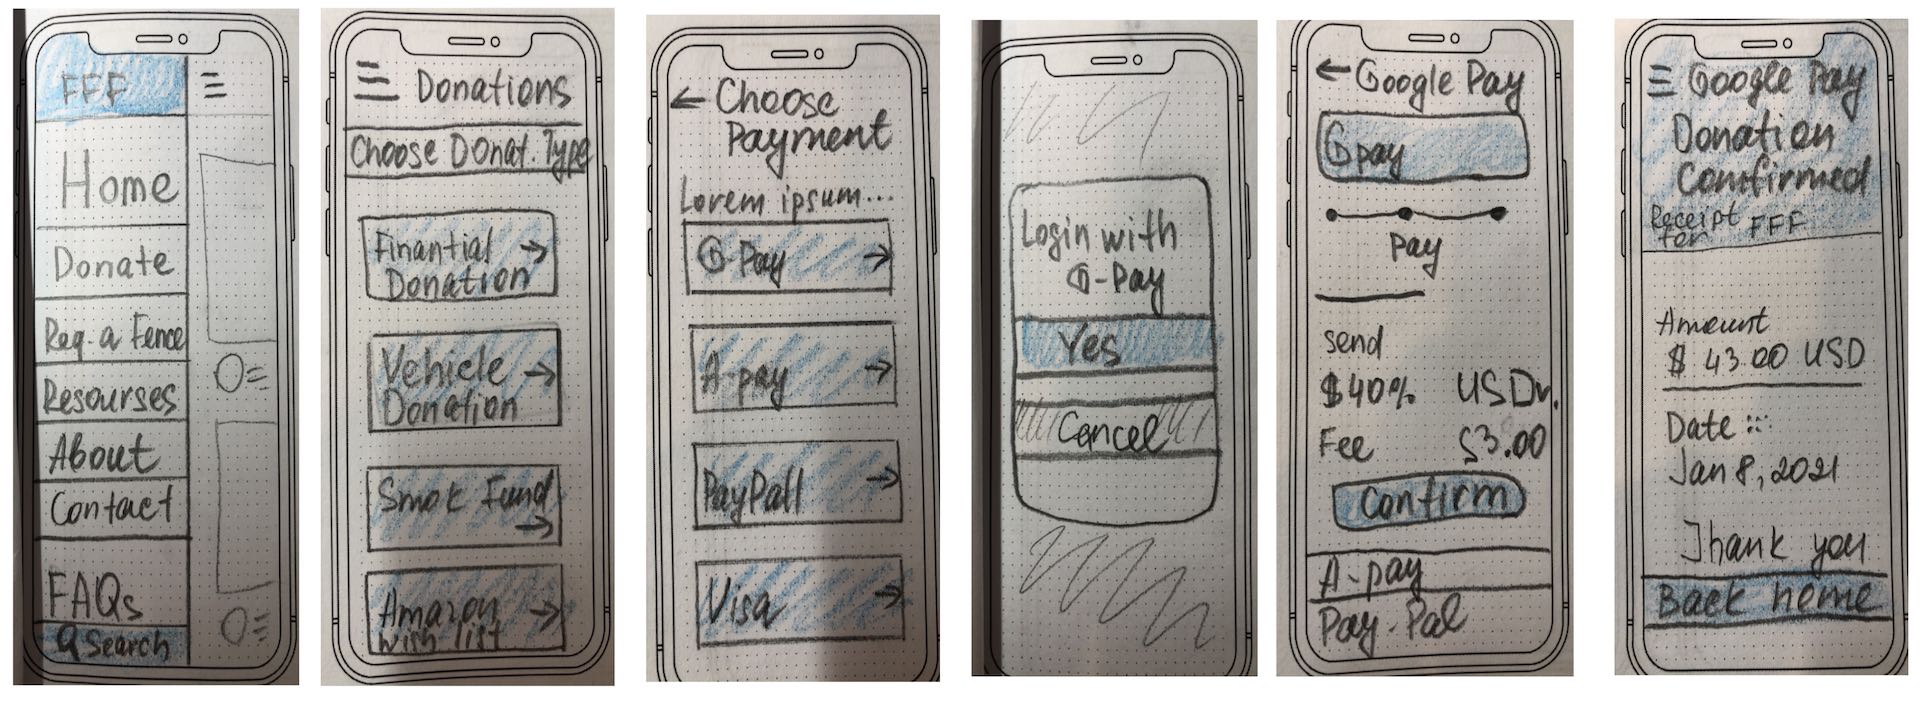 FFF
Home
Donate
Req. a Fence
Resourses
About
Contact
FAQs
Search
Donations
Choose Donat. Type
Finantial
Donation
Vehicle
Donation
Smok Fund
Amazon
wish list
Choose
Payment
Lorem ipsum...
G-Pay
A-pay
PayPall
Visa
Login with
G-Pay
Yes
Cancel
Google Pay
Gpay
Pay
send
$40%
Fee $3.00
Confirm
A-pay
Pay-Pal
Google Pay
Donation
Confirmed
Receipt
for FFF
Amount
$ 43.00 USD
Date :::
Jan 8, 2021
Thank you
Back home